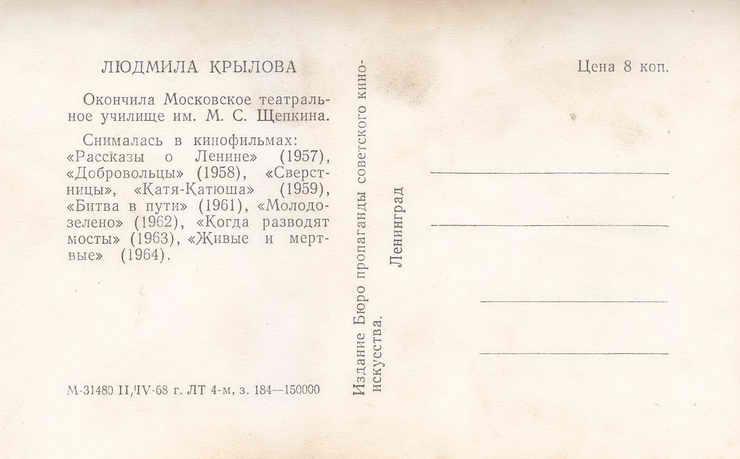 ЛЮДМИЛА КРЫЛОВА
Окончила Московское театраль-
ное училище им. М. С. Щепкина.
Снималась в кинофильмах:
«Рассказы о Ленине» (1957),
«Добровольцы» (1958), «Сверст-
ницы», «Катя-Катюша» (1959),
«Битва в пути» (1961), «Молодо-
зелено» (1962), «Когда разводят
мосты» (1963), «Живые и мерт-
вые» (1964).
М-31480 II/IV-68 г. ЛТ 4-м, з. 184—150000
Издание Бюро пропаганды советского кино-
искусства.
Ленинград
Цена 8 коп.